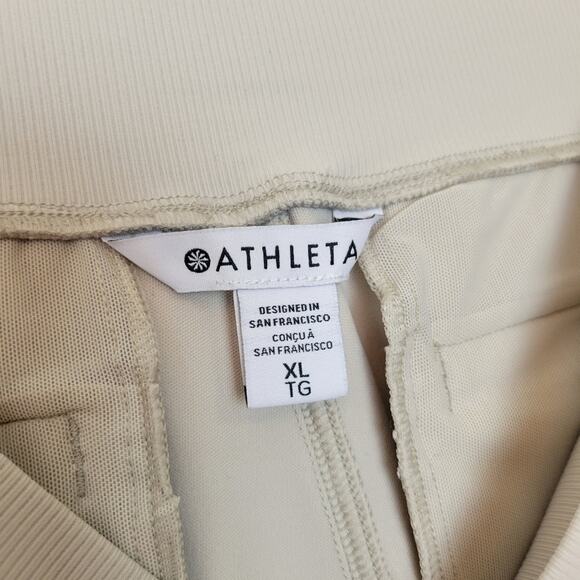 ATHLETA
DESIGNED IN
SAN FRANCISCO
CONÇU À
SAN FRANCISCO
XL
TG